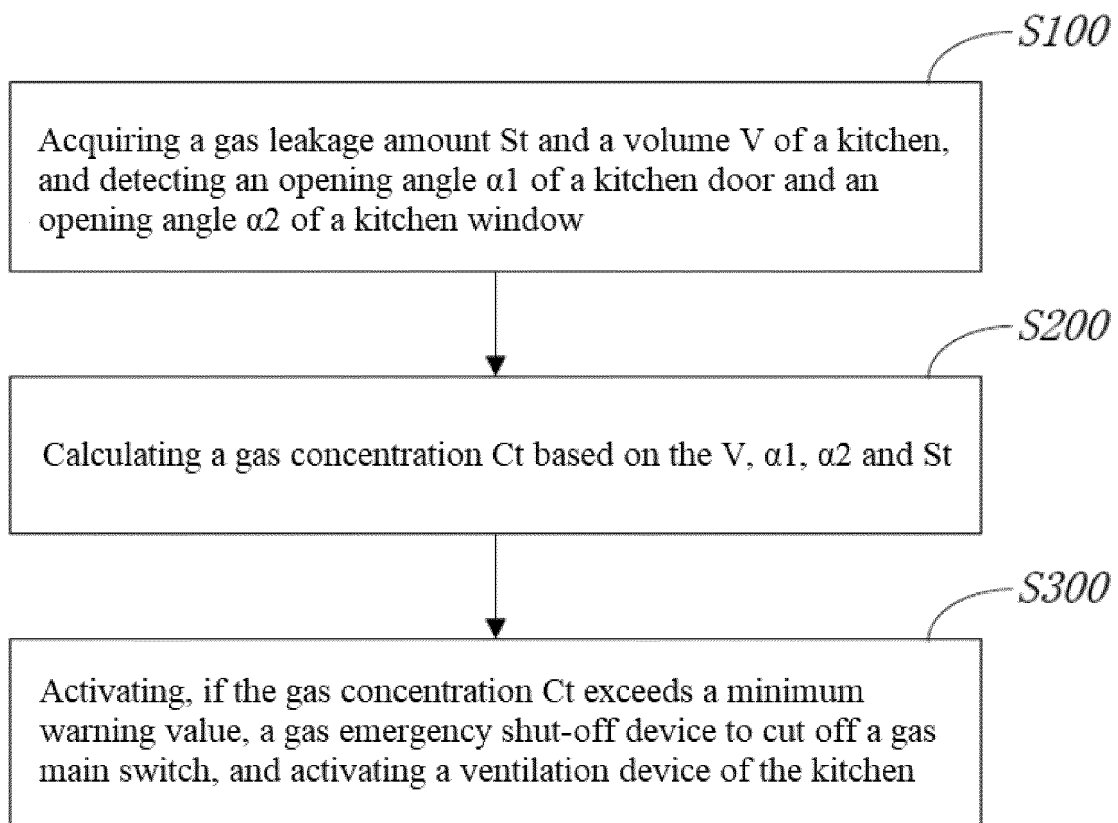 S100
Acquiring a gas leakage amount St and a volume V of a kitchen,
and detecting an opening angle α1 of a kitchen door and an
opening angle α2 of a kitchen window
S200
Calculating a gas concentration Ct based on the V, α1, α2 and St
S300
Activating, if the gas concentration Ct exceeds a minimum
warning value, a gas emergency shut-off device to cut off a gas
main switch, and activating a ventilation device of the kitchen